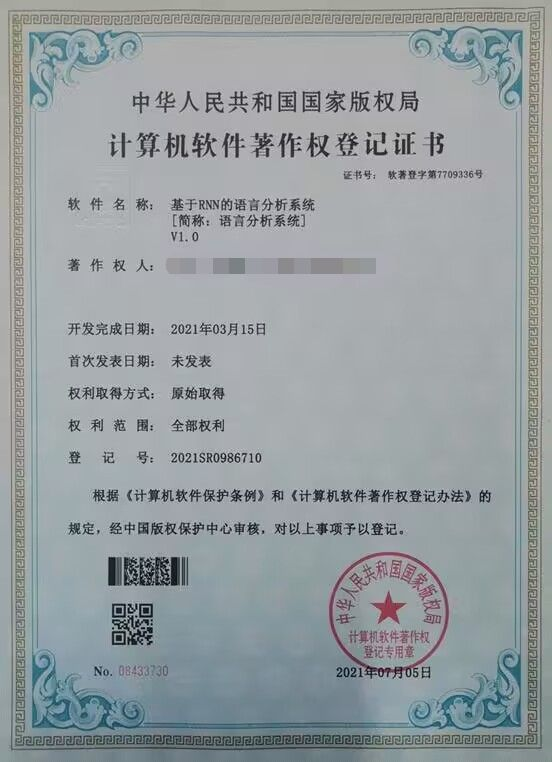 中华人民共和国国家版权局
计算机软件著作权登记证书
证书号： 软著登字第7709336号
软件名称： 基于RNN的语言分析系统
[简称：语言分析系统]
V1.0
著作权人：
开发完成日期： 2021年03月15日
首次发表日期： 未发表
权利取得方式： 原始取得
权利范围： 全部权利
登记号： 2021SR0986710
根据《计算机软件保护条例》和《计算机软件著作权登记办法》的
规定，经中国版权保护中心审核，对以上事项予以登记。
中华人民共和国国家版权局
计算机软件著作权
登记专用章
No. 08433730
2021年07月05日